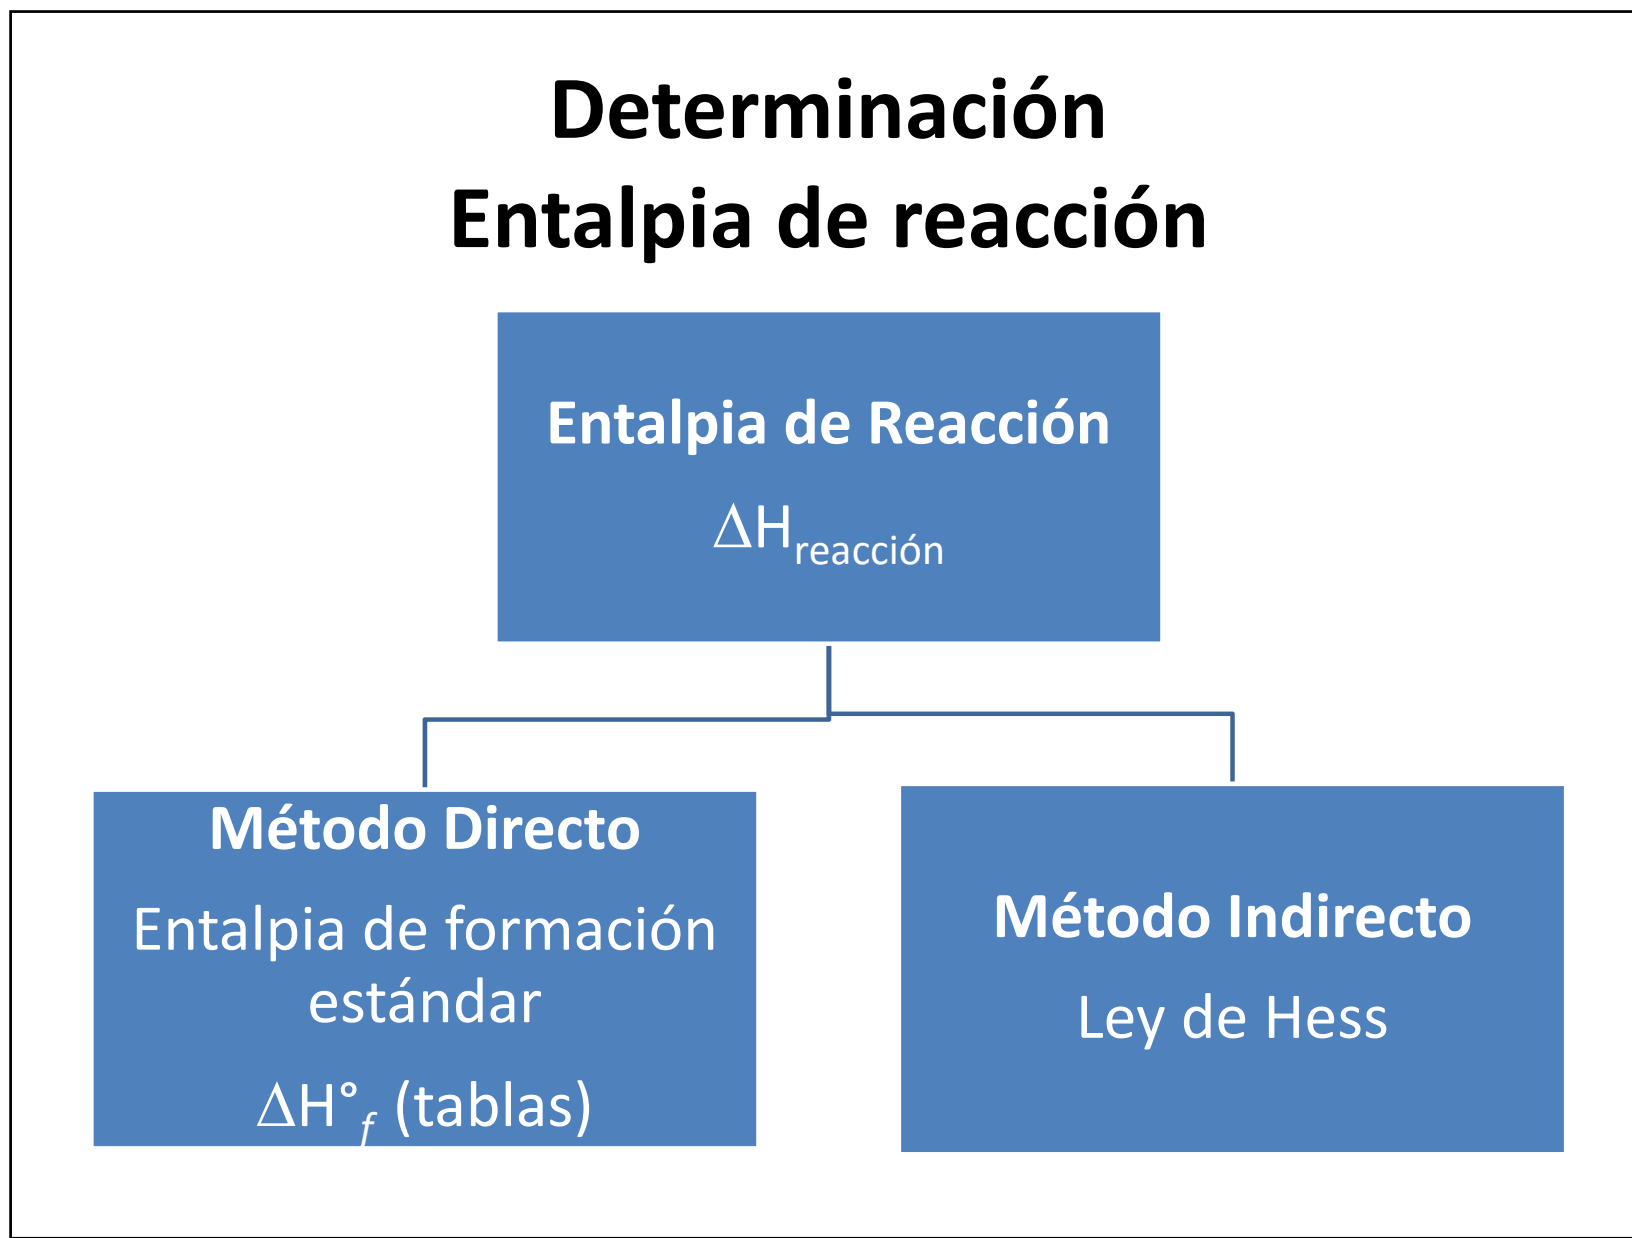 Determinación
Entalpia de reacción
Entalpia de Reacción
ΔHreacción
Método Directo
Entalpia de formación
estándar
ΔH°f (tablas)
Método Indirecto
Ley de Hess